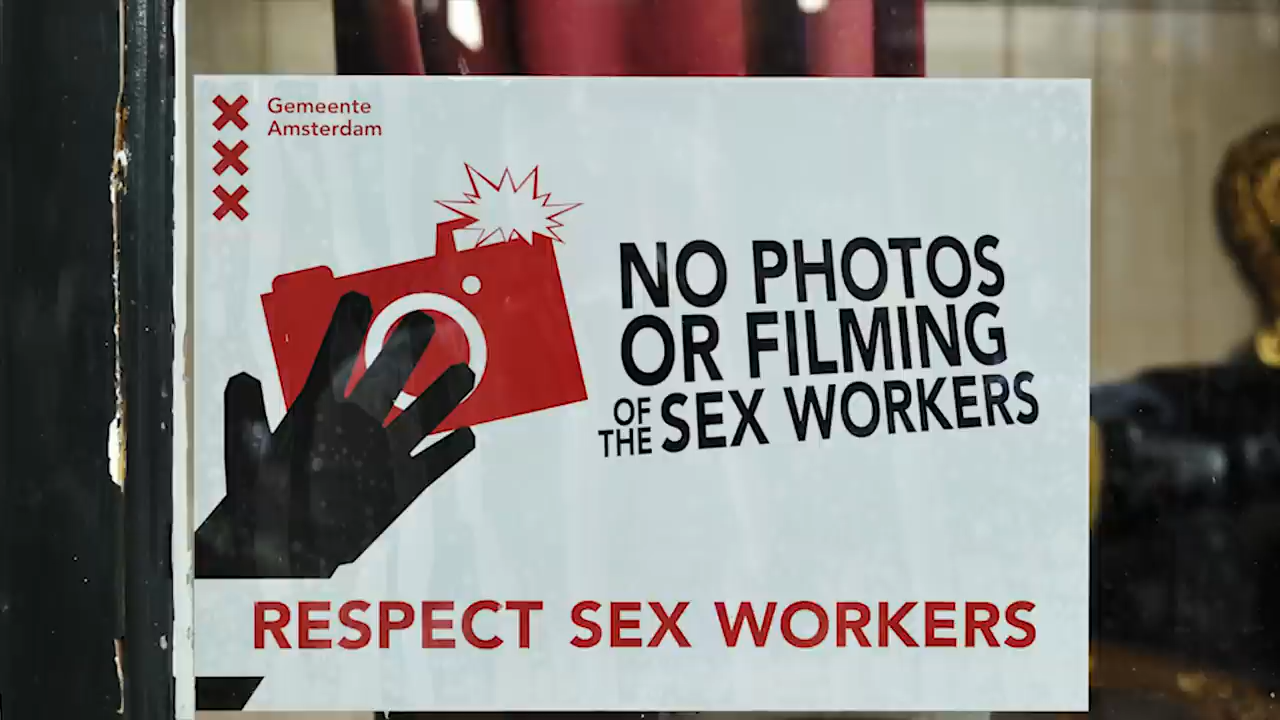 Gemeente
Amsterdam
NO PHOTOS
OR FILMING
OF THE SEX WORKERS
RESPECT SEX WORKERS